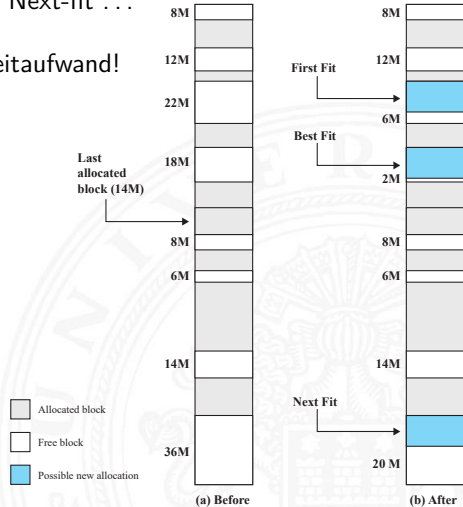 Next-fit ...
eitaufwand!
8M
12M
22M
18M
Last
allocated
block (14M)
8M
6M
14M
36M
Allocated block
Free block
Possible new allocation
(a) Before
8M
12M
First Fit
6M
Best Fit
2M
8M
6M
14M
Next Fit
20 M
(b) After